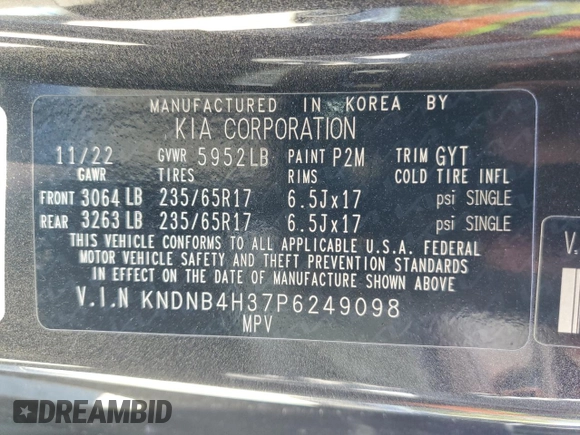 MANUFACTURED IN KOREA BY
KIA CORPORATION
11/22 GVWR 5952LB PAINT P2M TRIM GYT
GAWR TIRES RIMS COLD TIRE INFL
FRONT 3064 LB 235/65R17 6.5Jx17 psi SINGLE
REAR 3263 LB 235/65R17 6.5Jx17 psi SINGLE
THIS VEHICLE CONFORMS TO ALL APPLICABLE U.S.A. FEDERAL
MOTOR VEHICLE SAFETY AND THEFT PREVENTION STANDARDS
IN EFFECT ON THE DATE OF MANUFACTURE SHOWN ABOVE
V.I.N KNDNB4H37P6249098
MPV
V.
DREAMBID